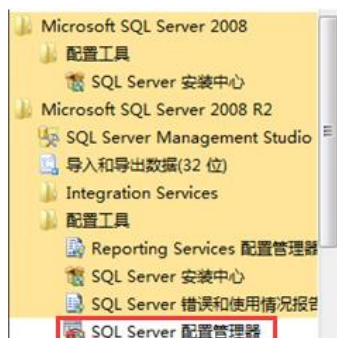 Microsoft SQL Server 2008
配置工具
SQL Server 安装中心
Microsoft SQL Server 2008 R2
SQL Server Management Studio
导入和导出数据(32 位)
Integration Services
配置工具
Reporting Services 配置管理器
SQL Server 安装中心
SQL Server 错误和使用情况报告
SQL Server 配置管理器